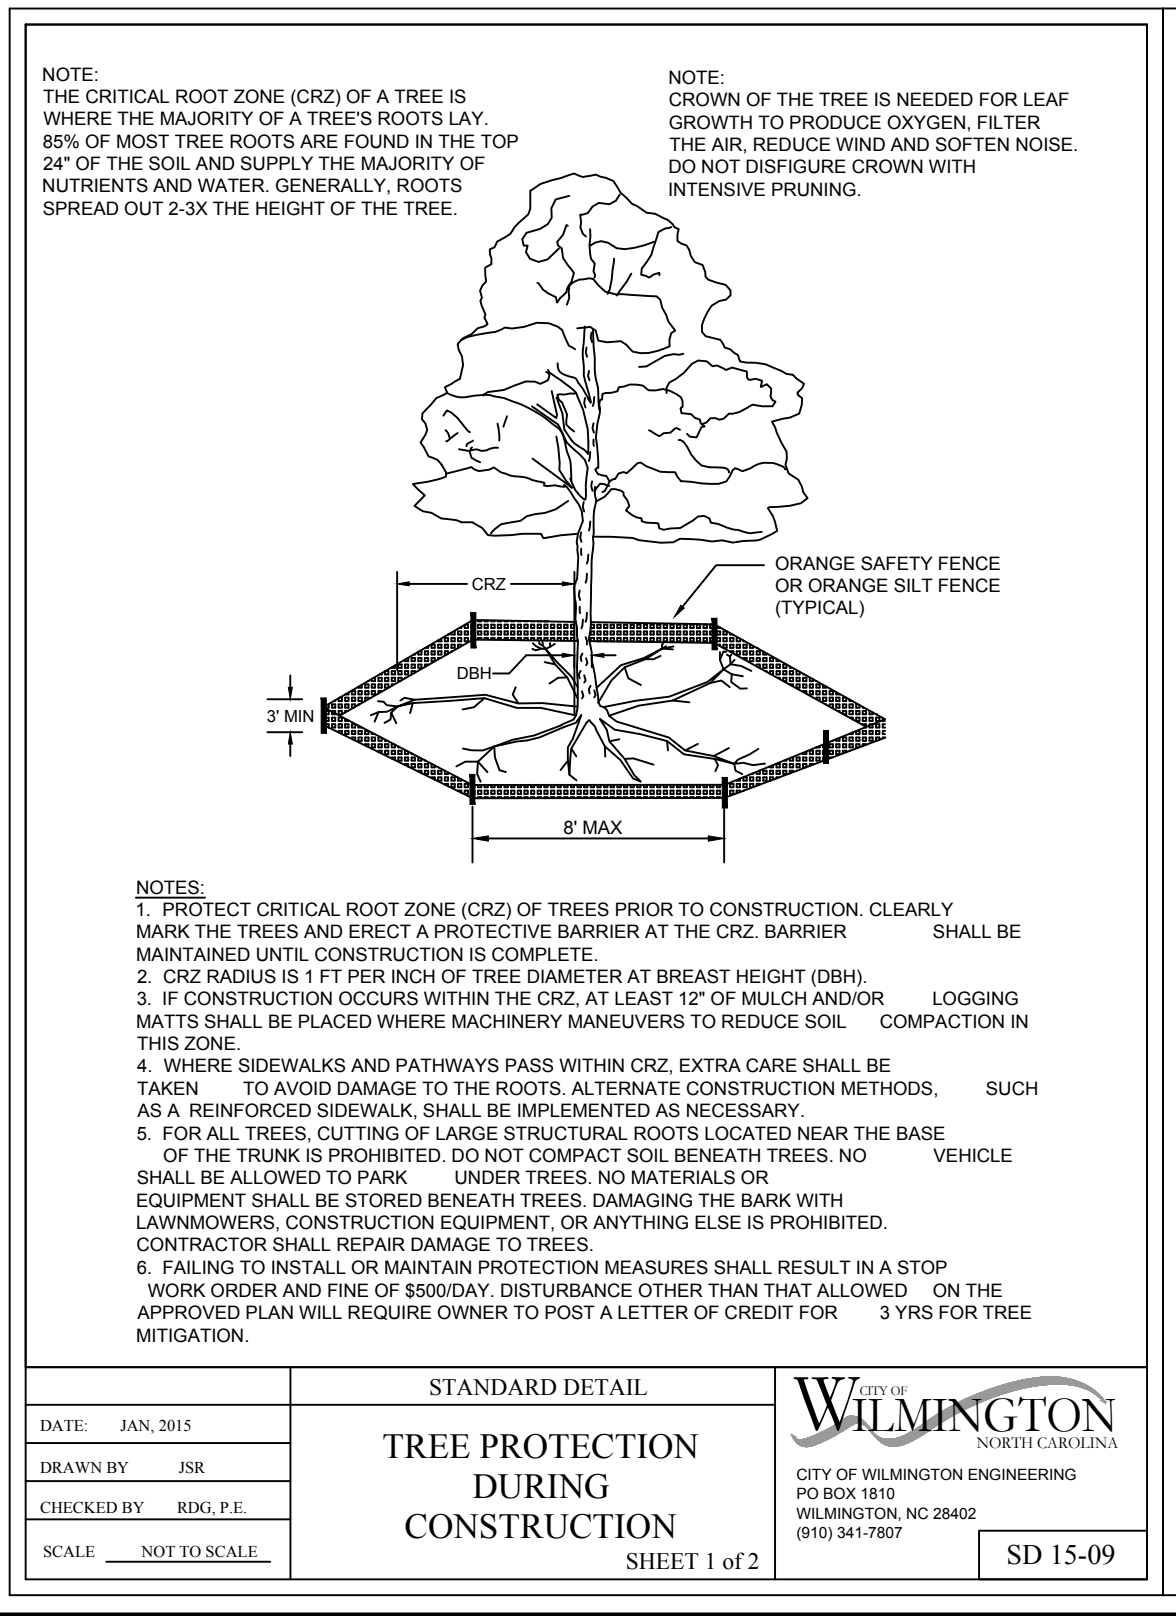 NOTE:
THE CRITICAL ROOT ZONE (CRZ) OF A TREE IS
WHERE THE MAJORITY OF A TREE'S ROOTS LAY.
85% OF MOST TREE ROOTS ARE FOUND IN THE TOP
24" OF THE SOIL AND SUPPLY THE MAJORITY OF
NUTRIENTS AND WATER. GENERALLY, ROOTS
SPREAD OUT 2-3X THE HEIGHT OF THE TREE.
NOTE:
CROWN OF THE TREE IS NEEDED FOR LEAF
GROWTH TO PRODUCE OXYGEN, FILTER
THE AIR, REDUCE WIND AND SOFTEN NOISE.
DO NOT DISFIGURE CROWN WITH
INTENSIVE PRUNING.
ORANGE SAFETY FENCE
OR ORANGE SILT FENCE
(TYPICAL)
CRZ
DBH
3' MIN
8' MAX
NOTES:
1. PROTECT CRITICAL ROOT ZONE (CRZ) OF TREES PRIOR TO CONSTRUCTION. CLEARLY
MARK THE TREES AND ERECT A PROTECTIVE BARRIER AT THE CRZ. BARRIER SHALL BE
MAINTAINED UNTIL CONSTRUCTION IS COMPLETE.
2. CRZ RADIUS IS 1 FT PER INCH OF TREE DIAMETER AT BREAST HEIGHT (DBH).
3. IF CONSTRUCTION OCCURS WITHIN THE CRZ, AT LEAST 12" OF MULCH AND/OR LOGGING
MATTS SHALL BE PLACED WHERE MACHINERY MANEUVERS TO REDUCE SOIL COMPACTION IN
THIS ZONE.
4. WHERE SIDEWALKS AND PATHWAYS PASS WITHIN CRZ, EXTRA CARE SHALL BE
TAKEN TO AVOID DAMAGE TO THE ROOTS. ALTERNATE CONSTRUCTION METHODS, SUCH
AS A REINFORCED SIDEWALK, SHALL BE IMPLEMENTED AS NECESSARY.
5. FOR ALL TREES, CUTTING OF LARGE STRUCTURAL ROOTS LOCATED NEAR THE BASE
OF THE TRUNK IS PROHIBITED. DO NOT COMPACT SOIL BENEATH TREES. NO VEHICLE
SHALL BE ALLOWED TO PARK UNDER TREES. NO MATERIALS OR
EQUIPMENT SHALL BE STORED BENEATH TREES. DAMAGING THE BARK WITH
LAWNMOWERS, CONSTRUCTION EQUIPMENT, OR ANYTHING ELSE IS PROHIBITED.
CONTRACTOR SHALL REPAIR DAMAGE TO TREES.
6. FAILING TO INSTALL OR MAINTAIN PROTECTION MEASURES SHALL RESULT IN A STOP
WORK ORDER AND FINE OF $500/DAY. DISTURBANCE OTHER THAN THAT ALLOWED ON THE
APPROVED PLAN WILL REQUIRE OWNER TO POST A LETTER OF CREDIT FOR 3 YRS FOR TREE
MITIGATION.
DATE: JAN, 2015
DRAWN BY JSR
CHECKED BY RDG, P.E.
SCALE NOT TO SCALE
STANDARD DETAIL
TREE PROTECTION
DURING
CONSTRUCTION
SHEET 1 of 2
CITY OF
WILMINGTON
NORTH CAROLINA
CITY OF WILMINGTON ENGINEERING
PO BOX 1810
WILMINGTON, NC 28402
(910) 341-7807
SD 15-09